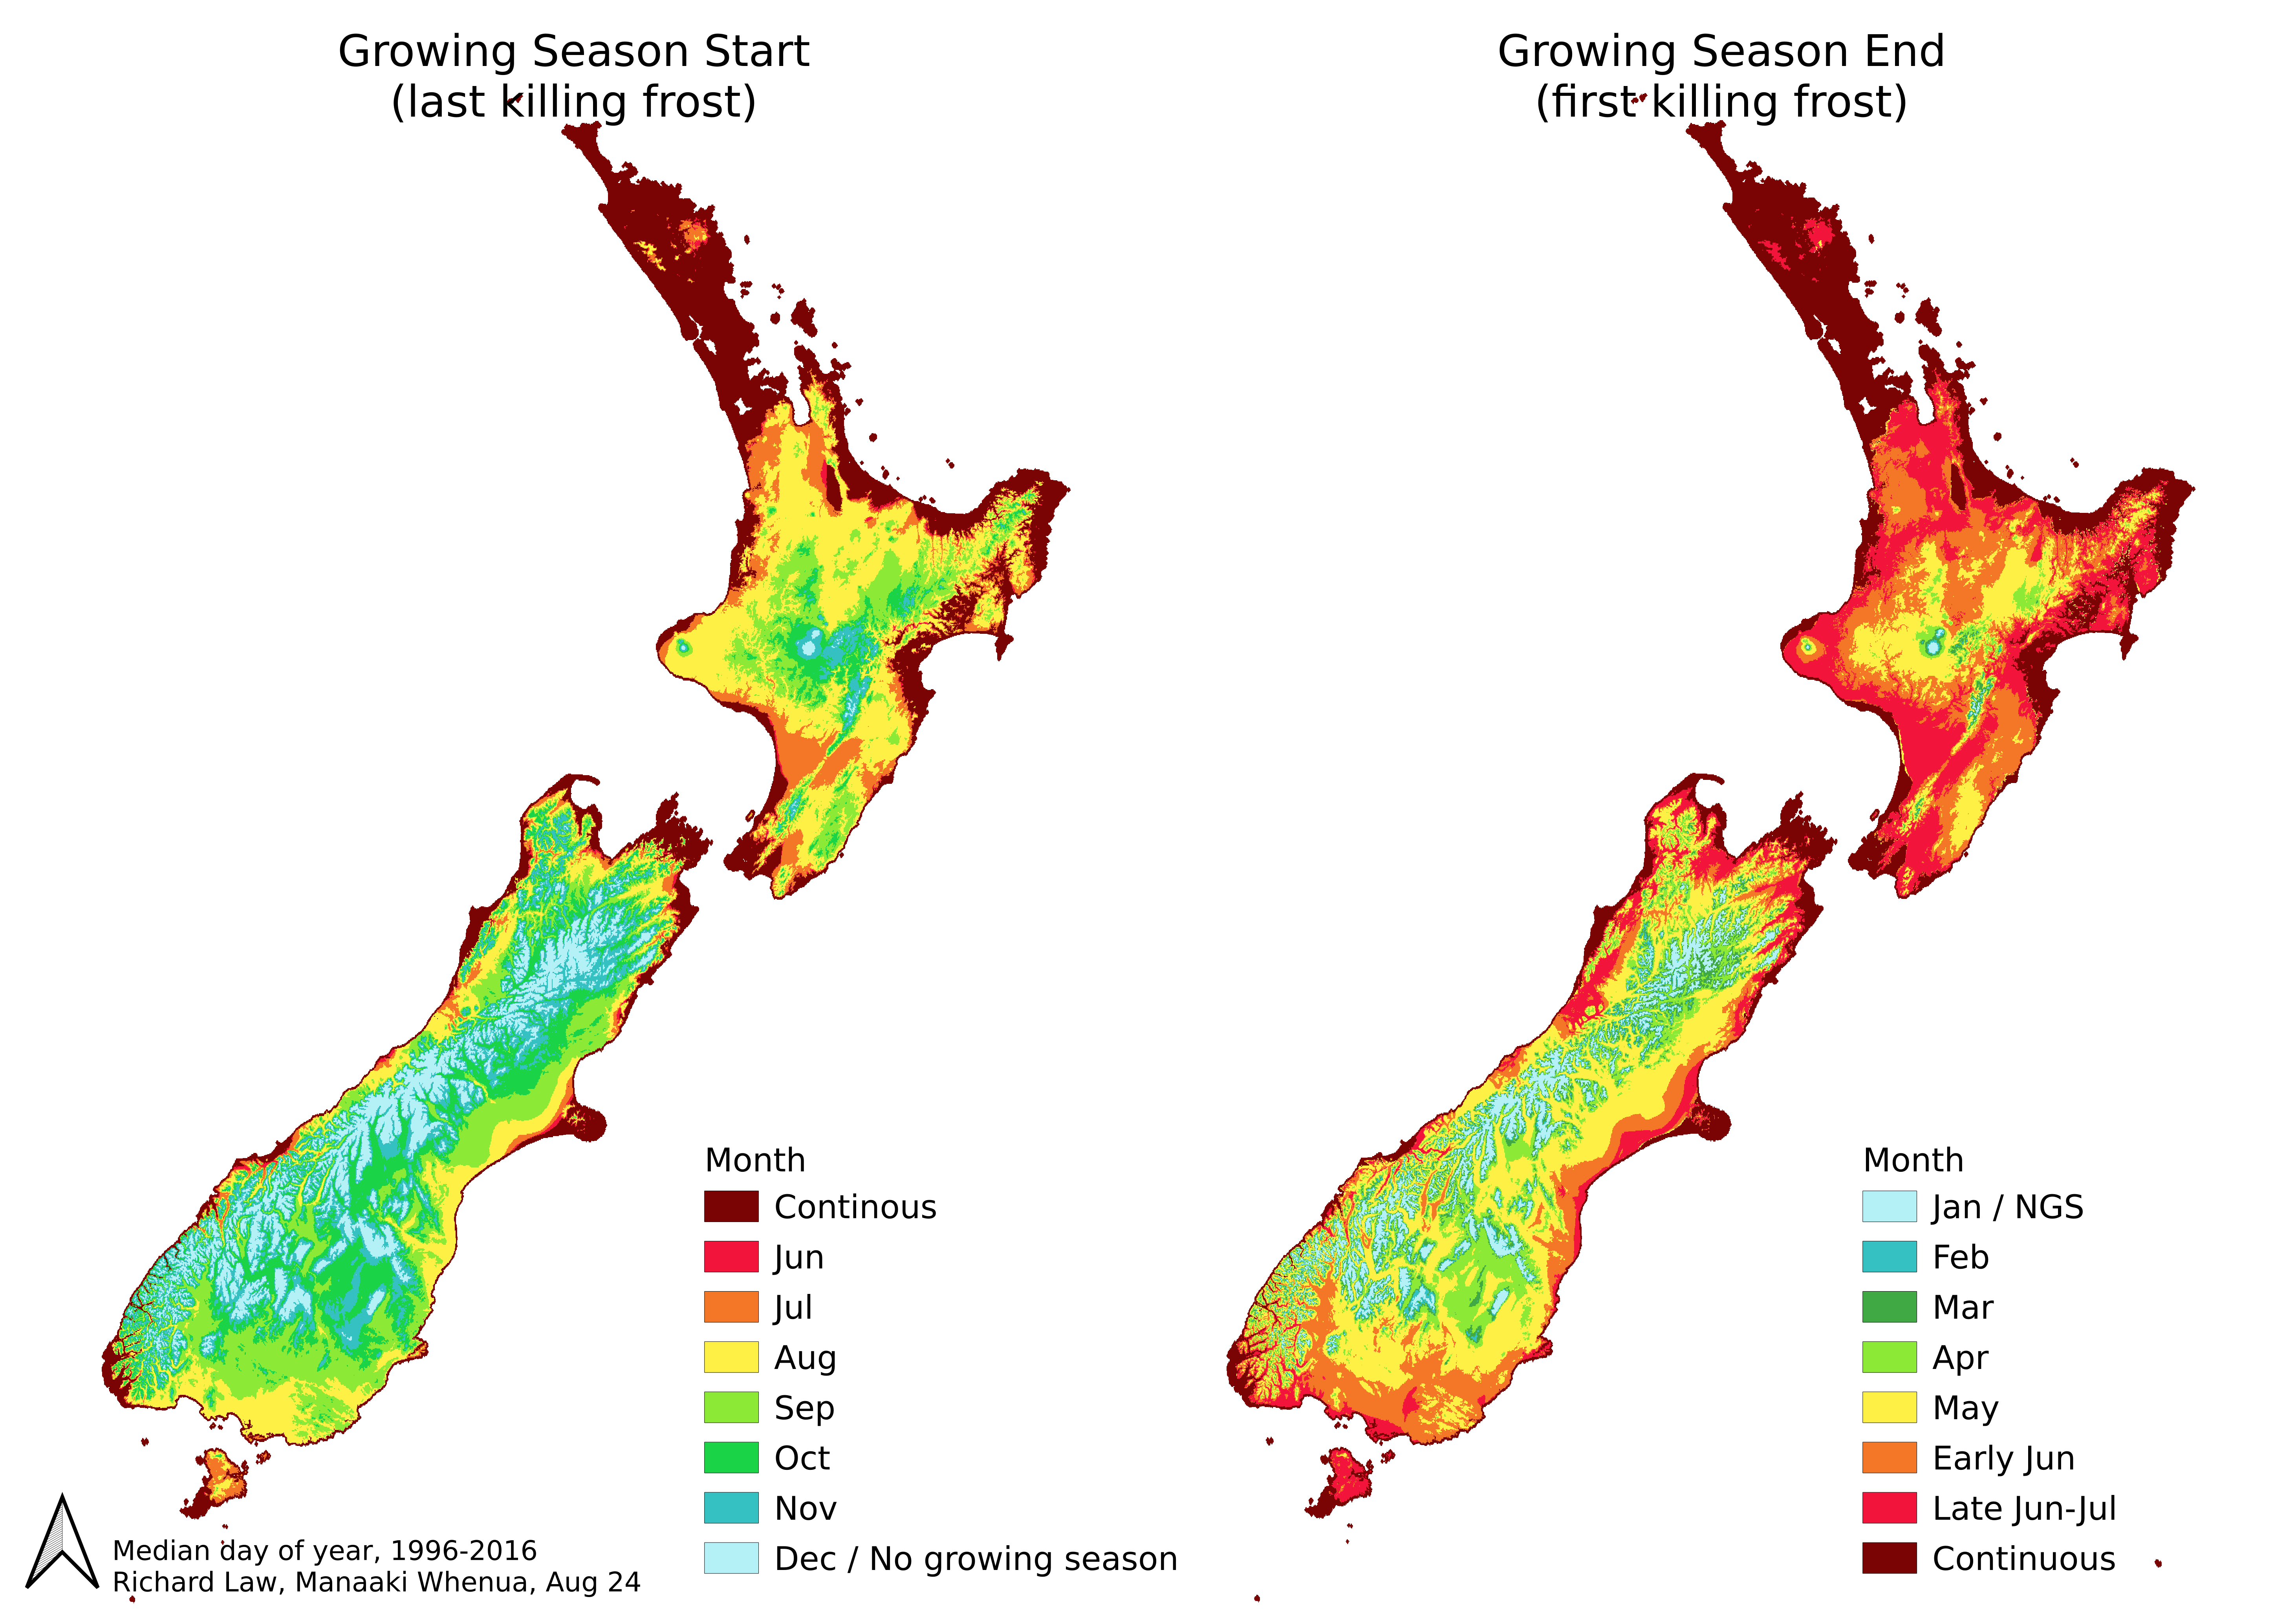 Growing Season Start
(last killing frost)
Growing Season End
(first killing frost)
Month
Continous
Jun
Jul
Aug
Sep
Oct
Nov
Dec / No growing season
Month
Jan / NGS
Feb
Mar
Apr
May
Early Jun
Late Jun-Jul
Continuous
Median day of year, 1996-2016
Richard Law, Manaaki Whenua, Aug 24